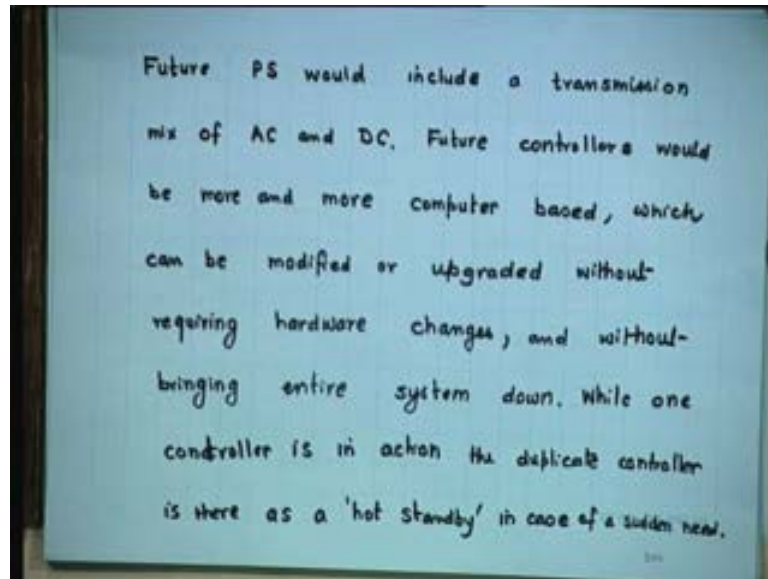 Future PS would include a transmission
mix of AC and DC. Future controllers would
be more and more computer based, which
can be modified or upgraded without
requiring hardware changes, and without
bringing entire system down. While one
controller is in action the duplicate controller
is there as a 'hot standby' in case of a sudden need.